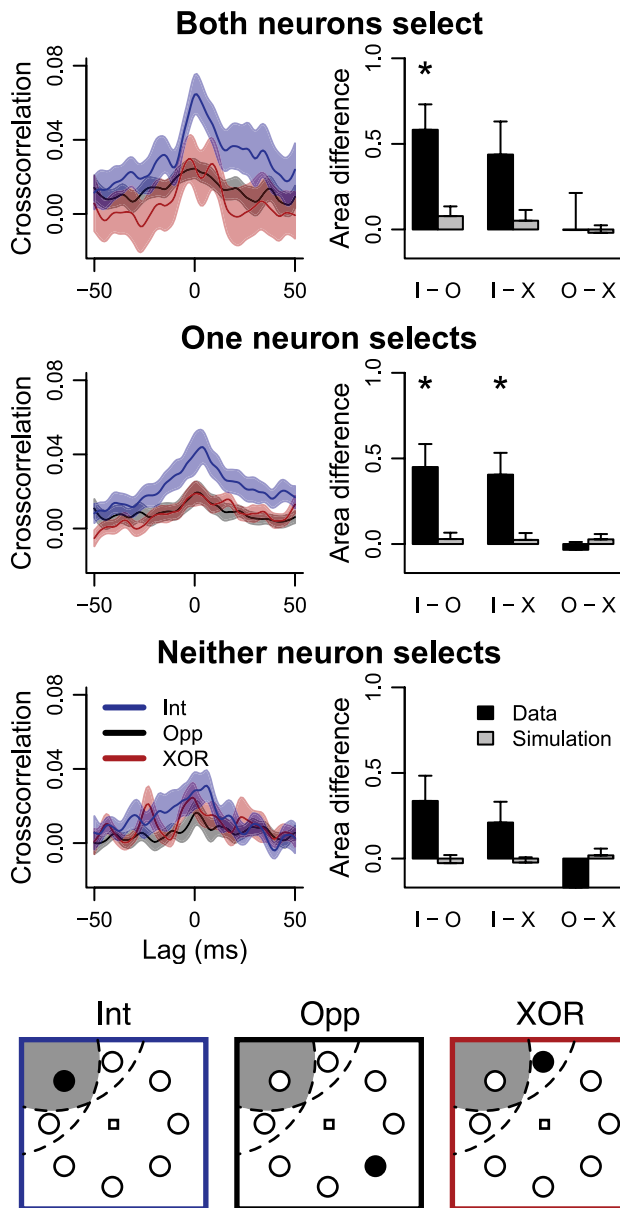 Both neurons select
Crosscorrelation
0.00 0.04 0.08
−50 0 50
Area difference
0.0 0.5 1.0
*
I − O I − X O − X
One neuron selects
Crosscorrelation
0.00 0.04 0.08
−50 0 50
Area difference
0.0 0.5 1.0
* *
I − O I − X O − X
Neither neuron selects
Crosscorrelation
0.00 0.04 0.08
Int
Opp
XOR
−50 0 50
Lag (ms)
Area difference
0.0 0.5 1.0
Data
Simulation
I − O I − X O − X
Int Opp XOR